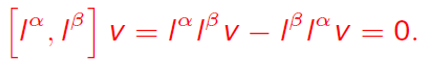 [l^α, l^β] v = l^α l^β v − l^β l^α v = 0.